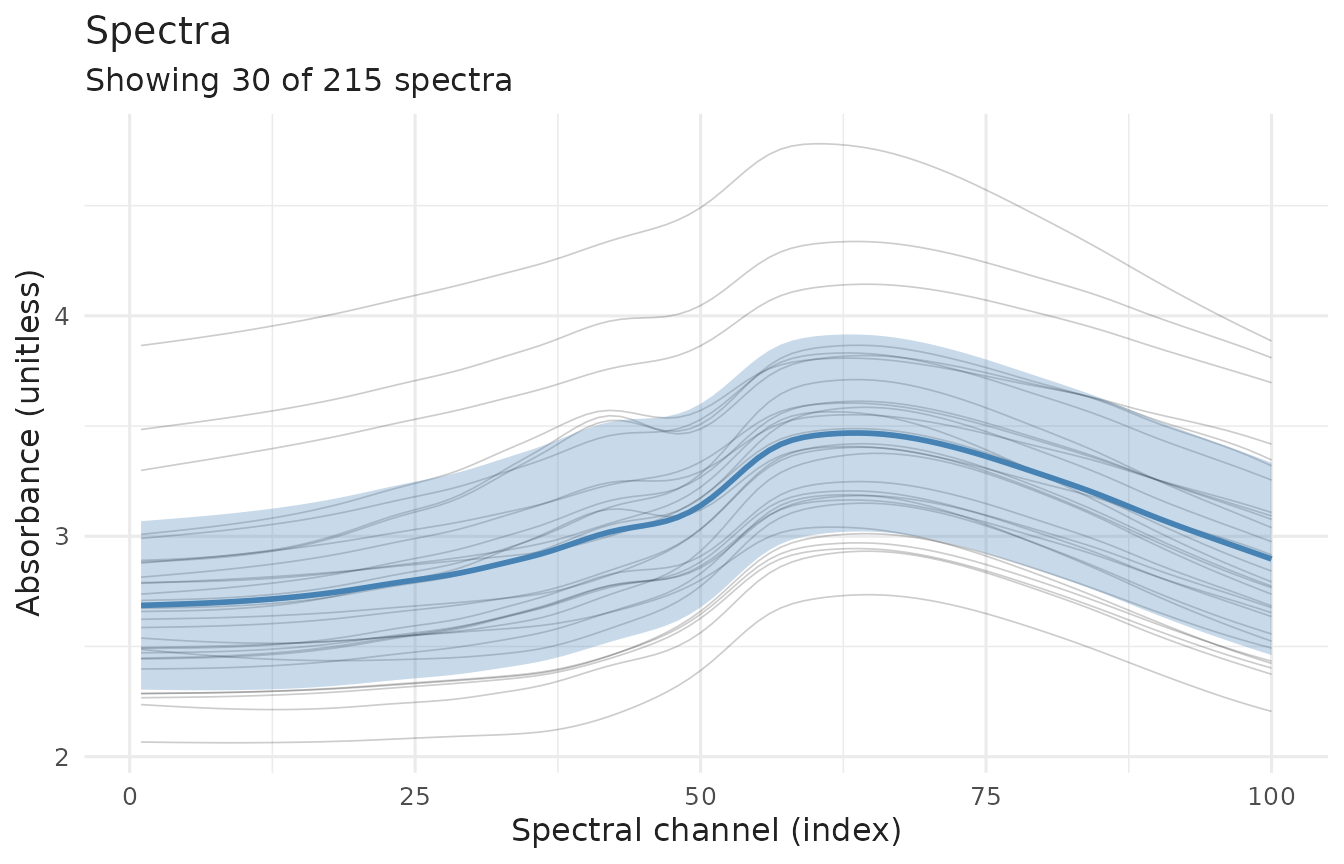 Spectra
Showing 30 of 215 spectra
Absorbance (unitless)
4
3
2
0 25 50 75 100
Spectral channel (index)